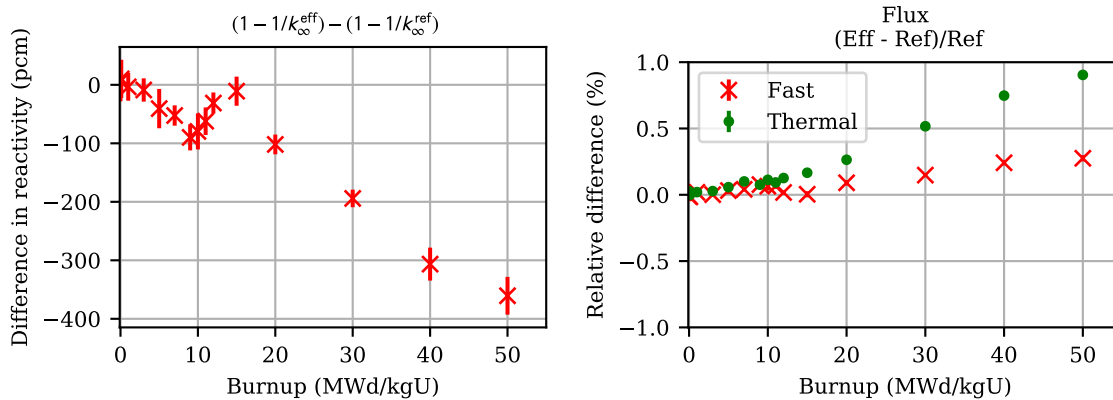 (1−1/k∞^eff)−(1−1/k∞^ref)
Difference in reactivity (pcm)
0
−100
−200
−300
−400
0 10 20 30 40 50
Burnup (MWd/kgU)
Flux
(Eff - Ref)/Ref
Relative difference (%)
1.0
0.5
0.0
−0.5
−1.0
Fast
Thermal
0 10 20 30 40 50
Burnup (MWd/kgU)